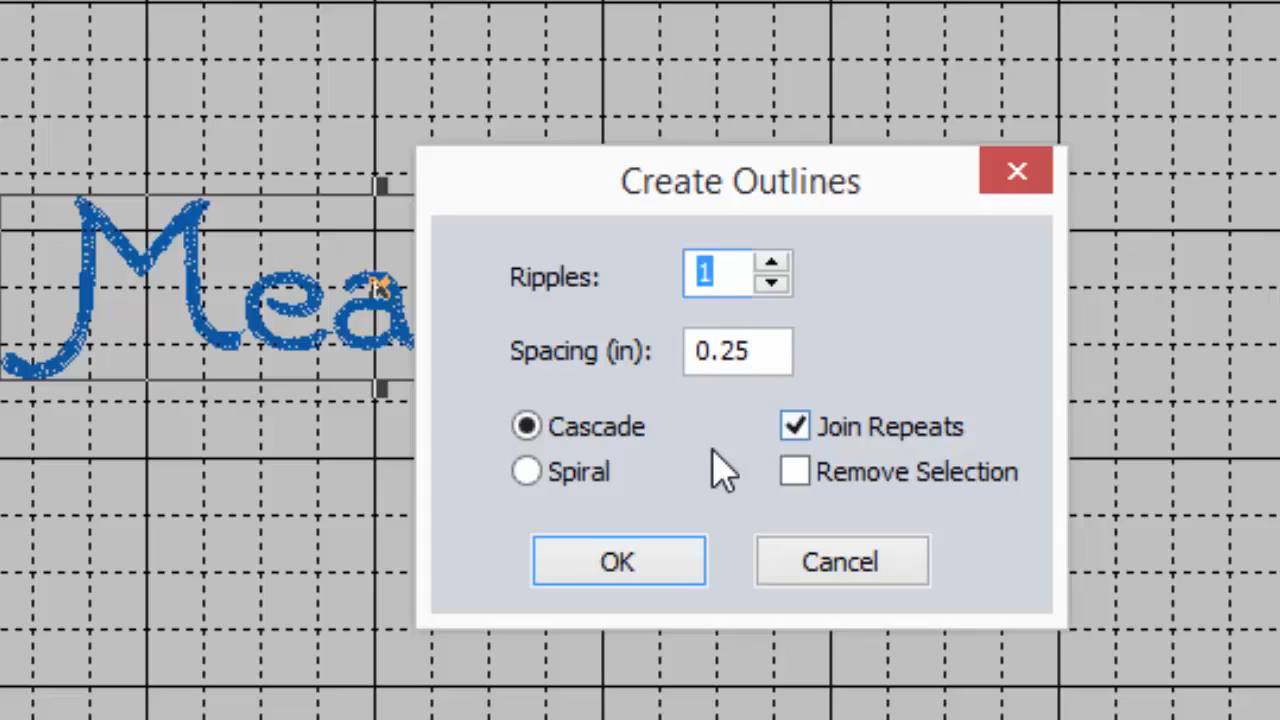 Mea
Create Outlines
Ripples: 1
Spacing (in): 0.25
Cascade Join Repeats
Spiral Remove Selection
OK Cancel